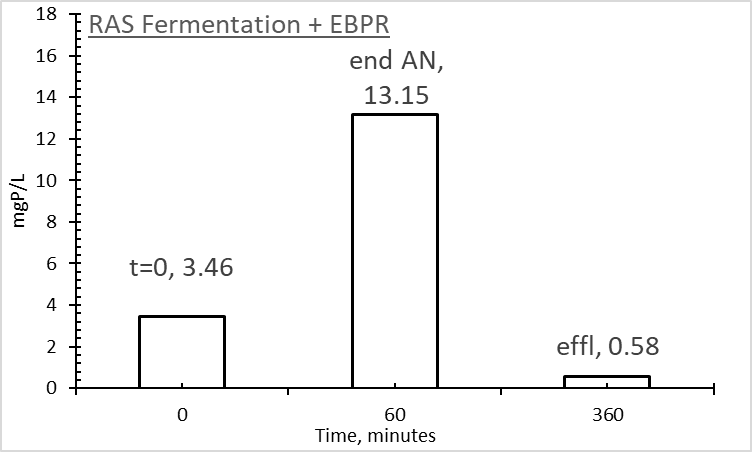 RAS Fermentation + EBPR
18
16
14
12
10
8
6
4
2
0
mgP/L
t=0, 3.46
end AN,
13.15
effl, 0.58
0 60 360
Time, minutes